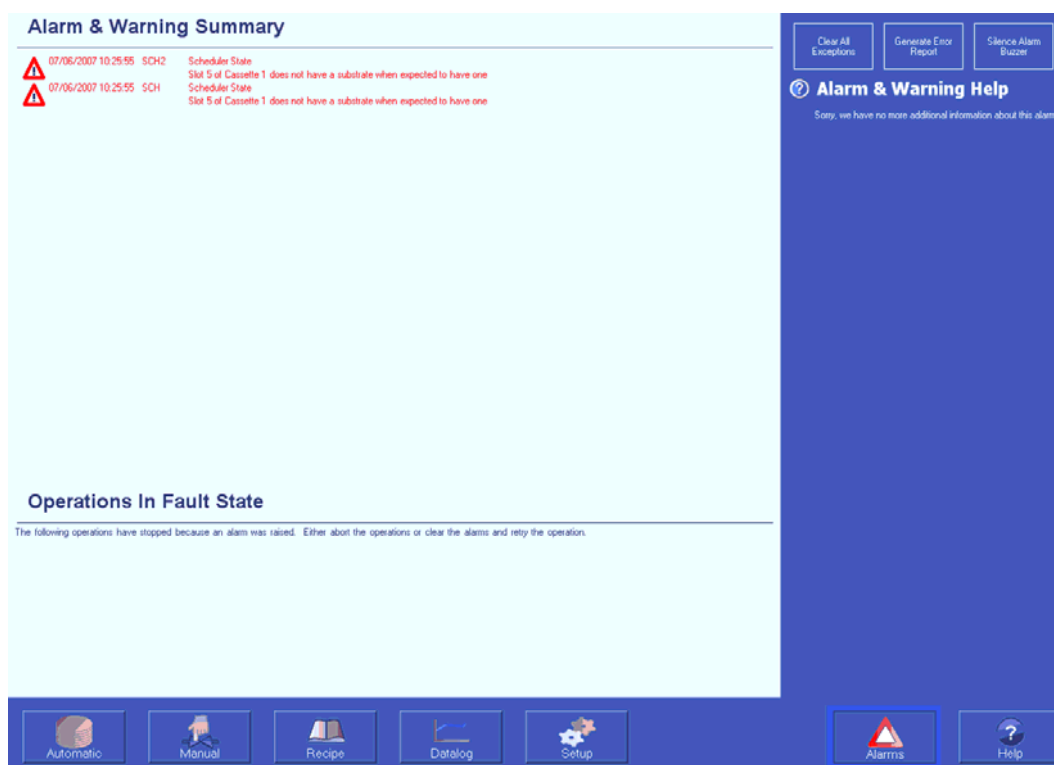 Alarm & Warning Summary
07/06/2007 10:25:55 SCH2 Scheduler State
Slot 5 of Cassette 1 does not have a substrate when expected to have one
07/06/2007 10:25:55 SCH Scheduler State
Slot 5 of Cassette 1 does not have a substrate when expected to have one
Clear All Exceptions
Generate Error Report
Silence Alarm Buzzer
Alarm & Warning Help
Sorry, we have no more additional information about this alarm
Operations In Fault State
The following operations have stopped because an alarm was raised. Either abort the operations or clear the alarms and retry the operation.
Automatic
Manual
Recipe
Datalog
Setup
Alarms
Help